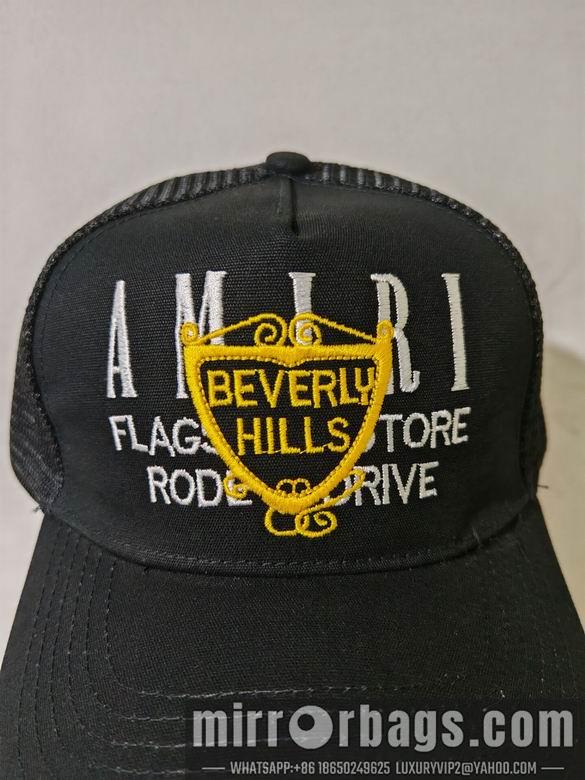 AMIRI
BEVERLY
HILLS
FLAGS STORE
RODE DRIVE
mirrorbags.com
WHATSAPP:+86 18650249625 LUXURYVIP2@YAHOO.COM